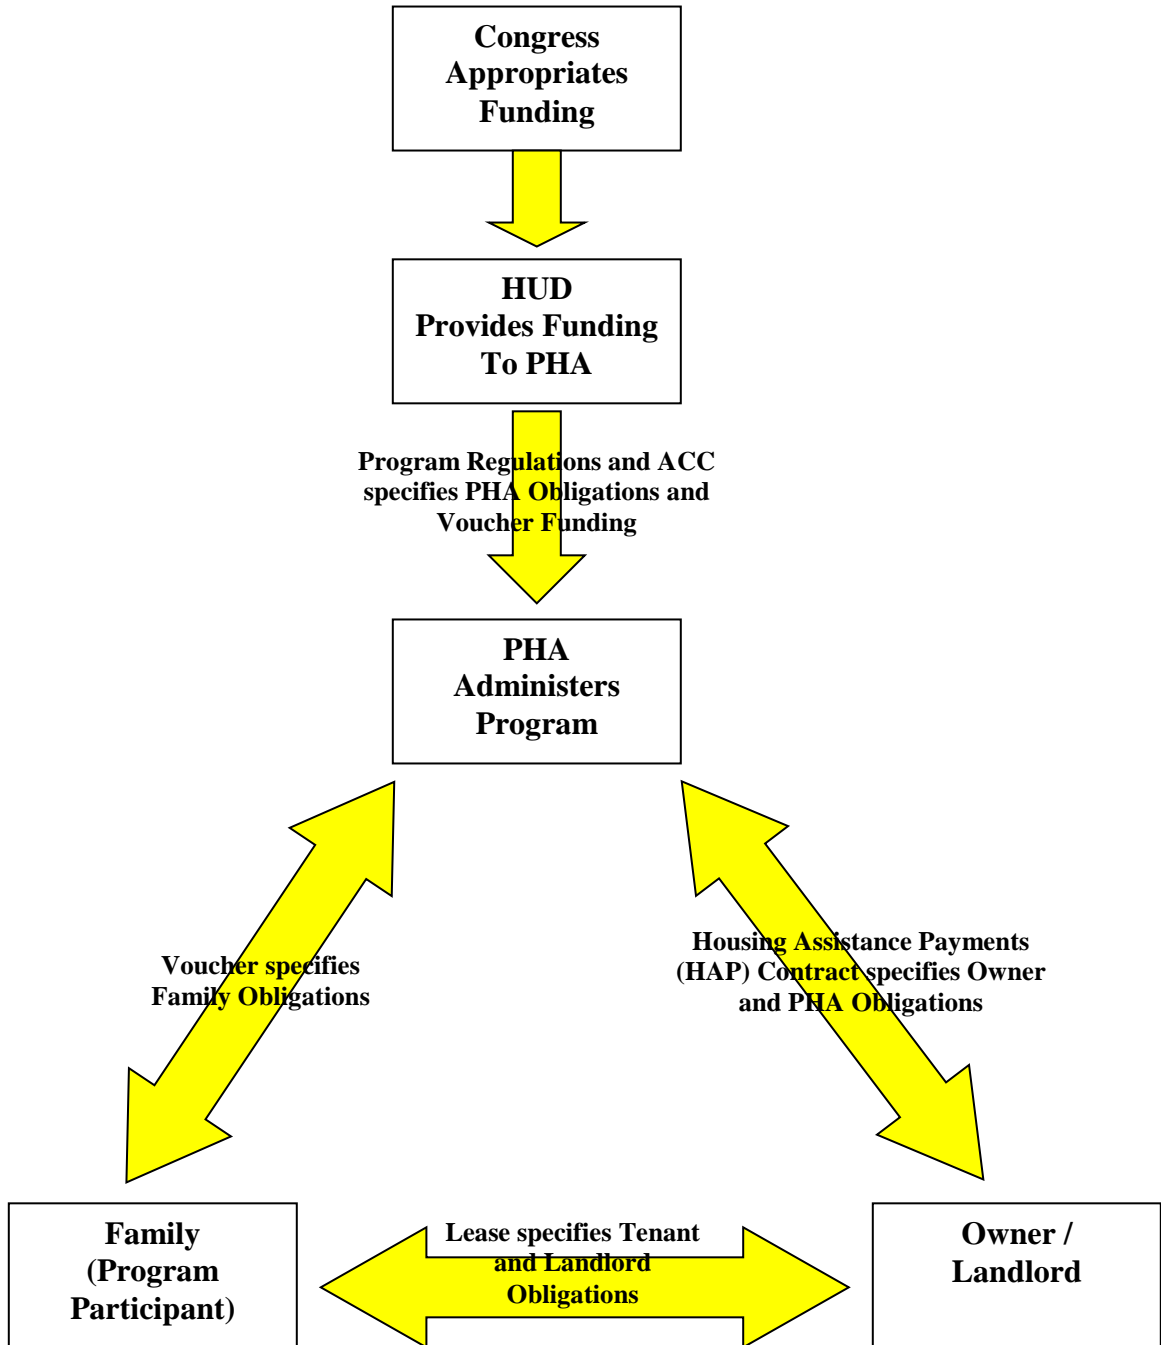 Congress
Appropriates
Funding
HUD
Provides Funding
To PHA
Program Regulations and ACC
specifies PHA Obligations and
Voucher Funding
PHA
Administers
Program
Voucher specifies
Family Obligations
Housing Assistance Payments
(HAP) Contract specifies Owner
and PHA Obligations
Family
(Program
Participant)
Lease specifies Tenant
and Landlord
Obligations
Owner /
Landlord